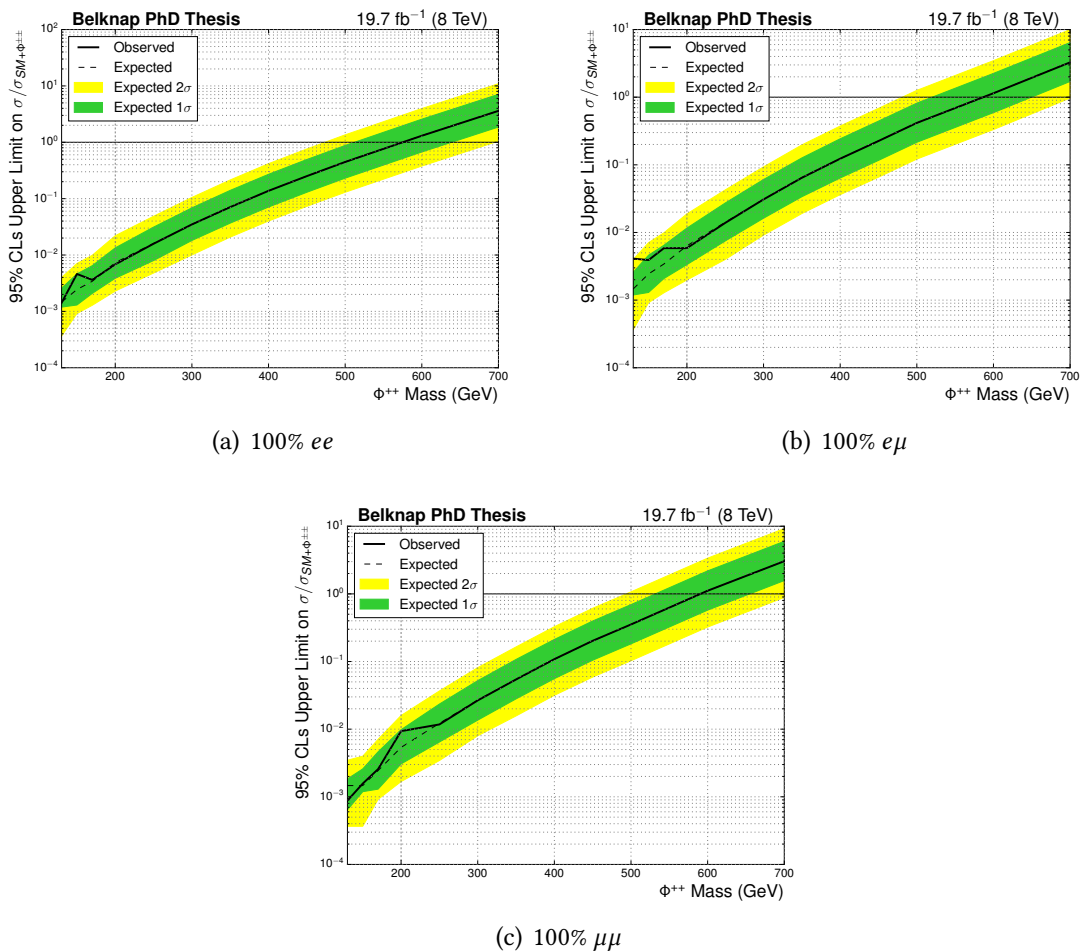 Belknap PhD Thesis 19.7 fb⁻¹ (8 TeV)
10²
10¹
10⁰
10⁻¹
10⁻²
10⁻³
10⁻⁴
95% CLs Upper Limit on σ/σ_SM+Φ±±
Observed
Expected
Expected 2σ
Expected 1σ
200 300 400 500 600 700
Φ⁺⁺ Mass (GeV)
(a) 100% ee
Belknap PhD Thesis 19.7 fb⁻¹ (8 TeV)
10¹
10⁰
10⁻¹
10⁻²
10⁻³
10⁻⁴
95% CLs Upper Limit on σ/σ_SM+Φ±±
Observed
Expected
Expected 2σ
Expected 1σ
200 300 400 500 600 700
Φ⁺⁺ Mass (GeV)
(b) 100% eμ
Belknap PhD Thesis 19.7 fb⁻¹ (8 TeV)
10¹
10⁰
10⁻¹
10⁻²
10⁻³
10⁻⁴
95% CLs Upper Limit on σ/σ_SM+Φ±±
Observed
Expected
Expected 2σ
Expected 1σ
200 300 400 500 600 700
Φ⁺⁺ Mass (GeV)
(c) 100% μμ